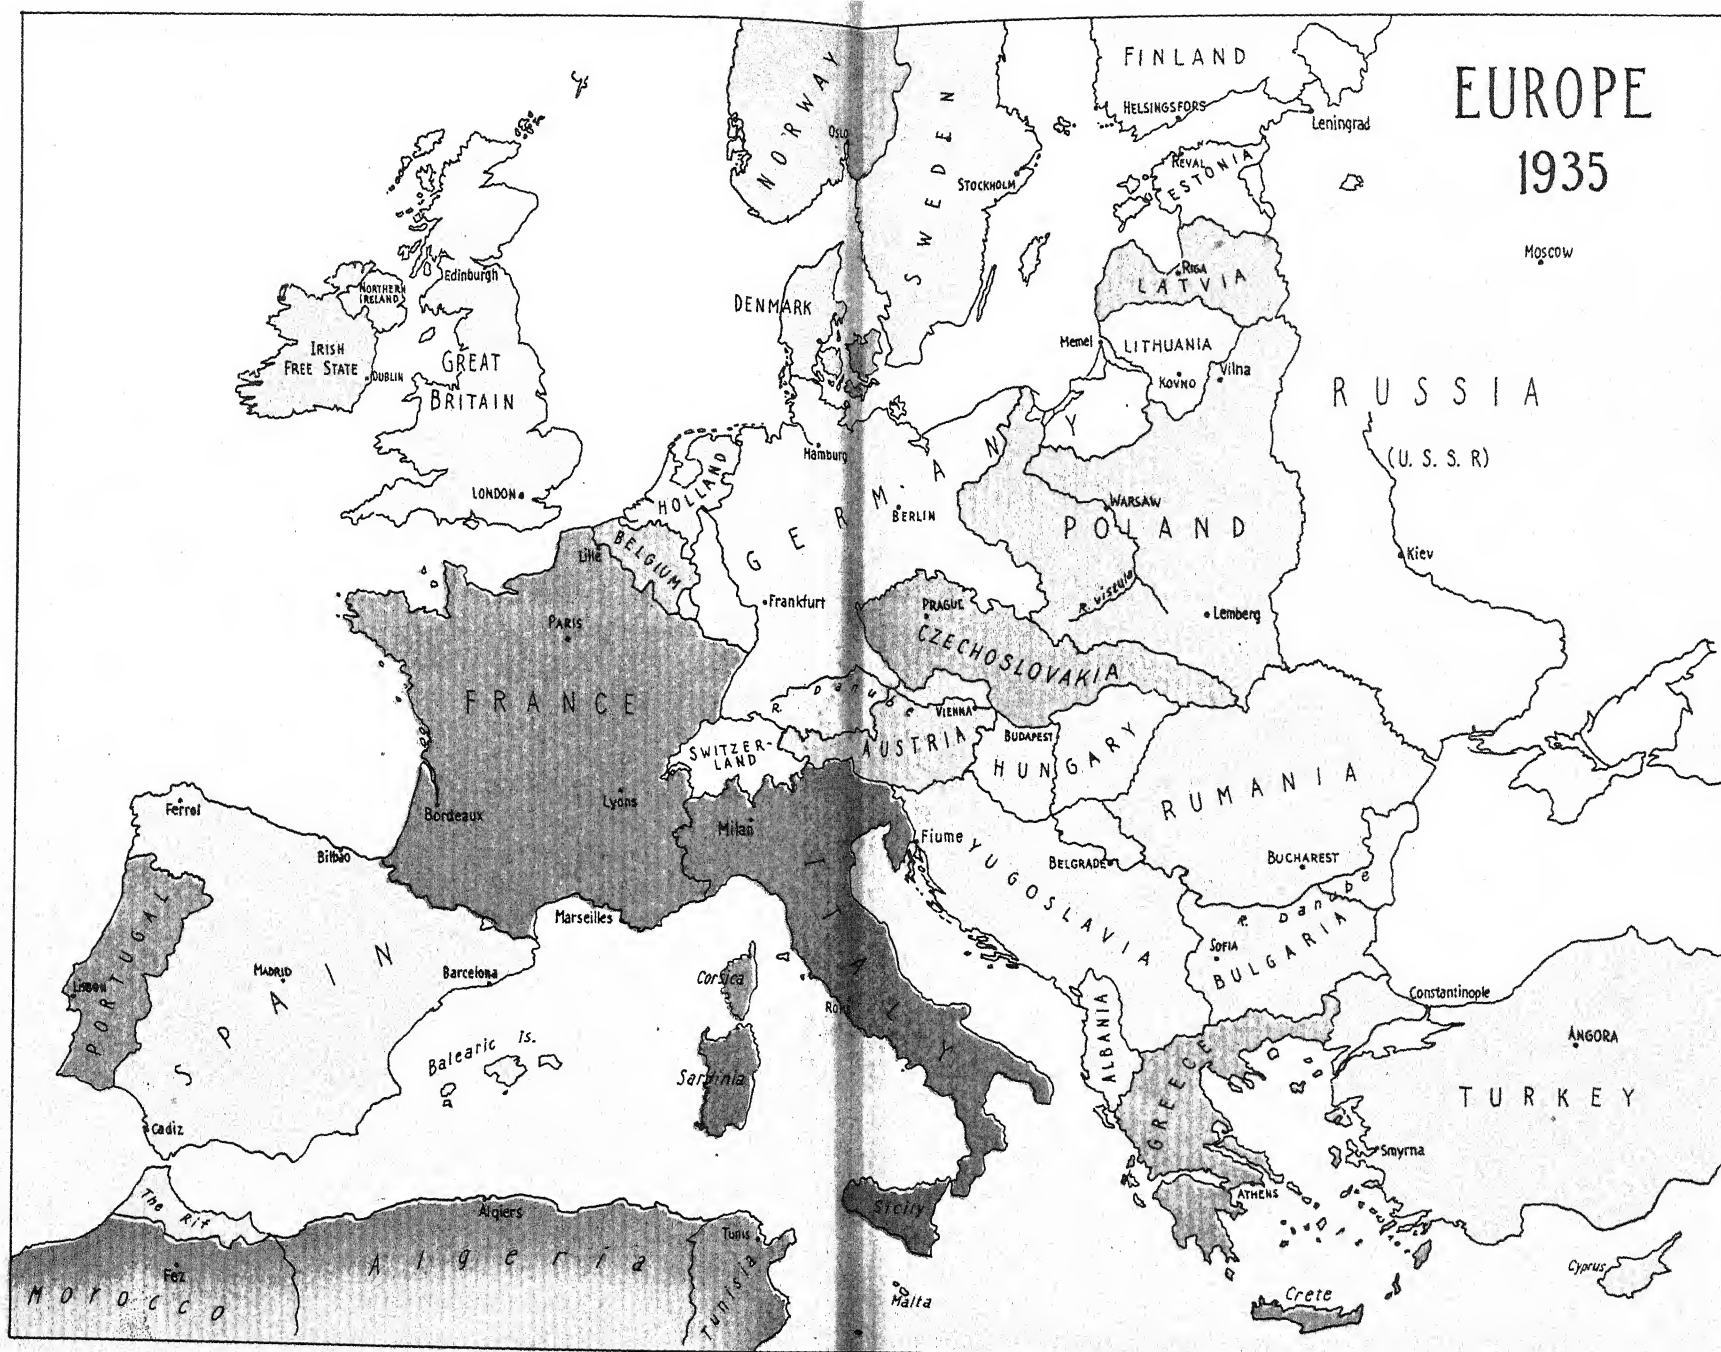 EUROPE
1935
NORWAY
OSLO
SWEDEN
STOCKHOLM
FINLAND
HELSINGSFORS
Leningrad
REVAL
ESTONIA
Moscow
RIGA
LATVIA
Edinburgh
NORTHERN
IRELAND
IRISH
FREE STATE
DUBLIN
GREAT
BRITAIN
LONDON
DENMARK
Memel
LITHUANIA
KOVNO
Vilna
RUSSIA
(U. S. S. R)
Hamburg
HOLLAND
GERMANY
BERLIN
WARSAW
POLAND
Kiev
Lille
BELGIUM
Frankfurt
PRAGUE
R. Vistula
Lemberg
PARIS
CZECHOSLOVAKIA
FRANCE
R. Danube
VIENNA
SWITZER-
LAND
AUSTRIA
BUDAPEST
HUNGARY
RUMANIA
Ferrol
Bilbao
Bordeaux
Lyons
Milan
Fiume
YUGOSLAVIA
BELGRADE
BUCHAREST
PORTUGAL
LISBON
MADRID
SPAIN
Barcelona
Marseilles
ITALY
R. Danube
SOFIA
BULGARIA
Corsica
Constantinople
ANGORA
Balearic Is.
Sardinia
ALBANIA
GREECE
TURKEY
Cadiz
Smyrna
ATHENS
The Rif
Algiers
Tunis
Sicily
Fez
Morocco
Algeria
Tunisia
Malta
Crete
Cyprus